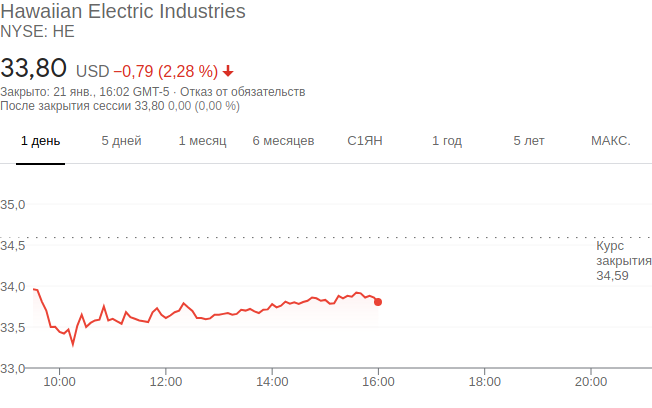 Hawaiian Electric Industries
NYSE: HE
33,80 USD −0,79 (2,28 %)
Закрыто: 21 янв., 16:02 GMT-5 · Отказ от обязательств
После закрытия сессии 33,80 0,00 (0,00 %)
1 день 5 дней 1 месяц 6 месяцев С1ЯН 1 год 5 лет МАКС.
35,0
34,5
Курс
закрытия
34,59
34,0
33,5
33,0
10:00 12:00 14:00 16:00 18:00 20:00